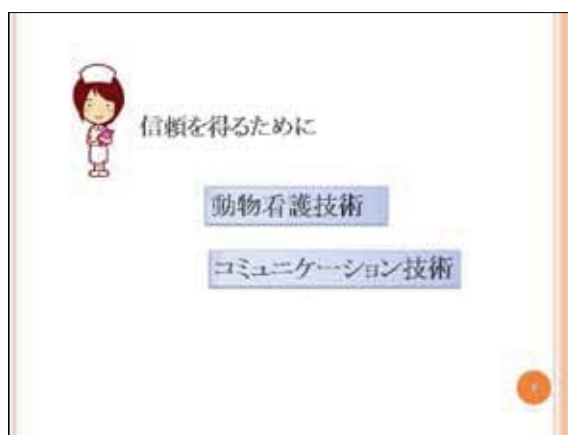 信頼を得るために
動物看護技術
コミュニケーション技術